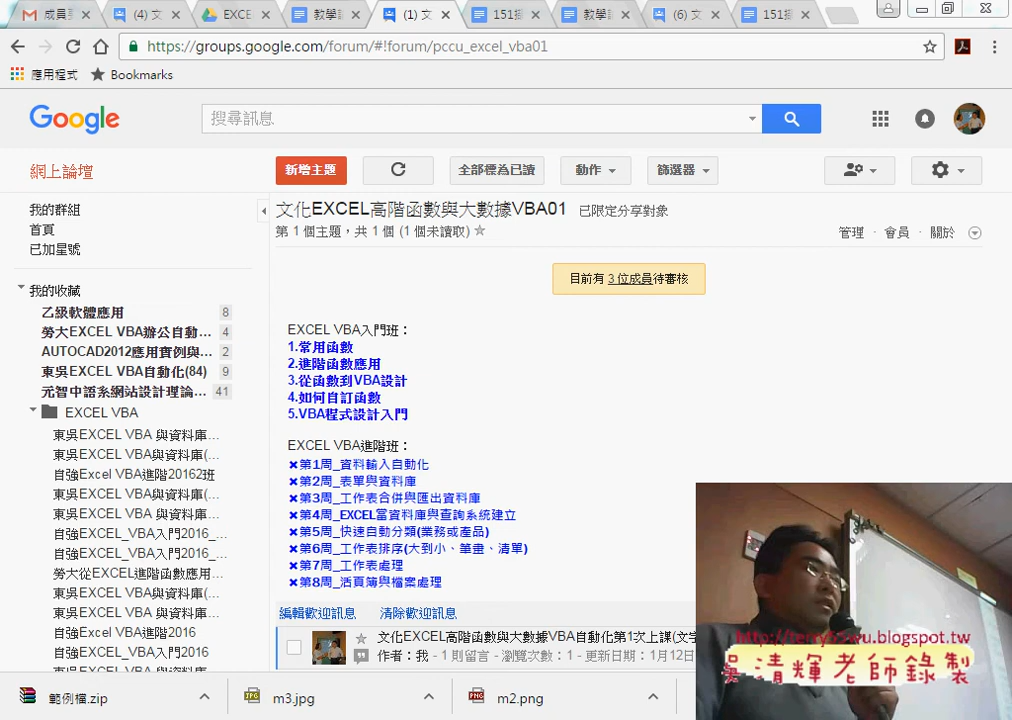 成員
(4) 文
EXCE
教學
(1) 文
151
教學
(6) 文
151
https://groups.google.com/forum/#!forum/pccu_excel_vba01
應用程式
Bookmarks
Google
搜尋訊息
網上論壇
新增主題
全部標為已讀
動作
篩選器
我的群組
首頁
已加星號
文化EXCEL高階函數與大數據VBA01 已限定分享對象
第 1 個主題，共 1 個 (1 個未讀取)
管理 · 會員 · 關於
目前有 3 位成員待審核
我的收藏
乙級軟體應用 8
勞大EXCEL VBA辦公自動... 4
AUTOCAD2012應用實例與... 2
東吳EXCEL VBA自動化(84) 9
元智中語系網站設計理論... 41
EXCEL VBA
東吳EXCEL VBA 與資料庫...
東吳EXCEL VBA與資料庫(...
自強Excel VBA進階20162班
東吳EXCEL VBA與資料庫(...
東吳EXCEL VBA 與資料庫...
自強EXCEL_VBA入門2016_...
自強EXCEL_VBA入門2016_...
勞大從EXCEL進階函數應用...
東吳EXCEL VBA與資料庫(...
東吳EXCEL VBA 與資料庫...
自強Excel VBA進階2016
自強EXCEL_VBA入門2016
東吳EXCEL VBA與資料庫(...
EXCEL VBA入門班：
1.常用函數
2.進階函數應用
3.從函數到VBA設計
4.如何自訂函數
5.VBA程式設計入門
EXCEL VBA進階班：
第1周_資料輸入自動化
第2周_表單與資料庫
第3周_工作表合併與匯出資料庫
第4周_EXCEL當資料庫與查詢系統建立
第5周_快速自動分類(業務或產品)
第6周_工作表排序(大到小、筆畫、清單)
第7周_工作表處理
第8周_活頁簿與檔案處理
編輯歡迎訊息 清除歡迎訊息
文化EXCEL高階函數與大數據VBA自動化第1次上課(文字
作者：我 - 1 則留言 - 瀏覽次數：1 - 更新日期：1月12日
http://terry55wu.blogspot.tw
吳清輝老師錄製
範例檔.zip
m3.jpg
m2.png